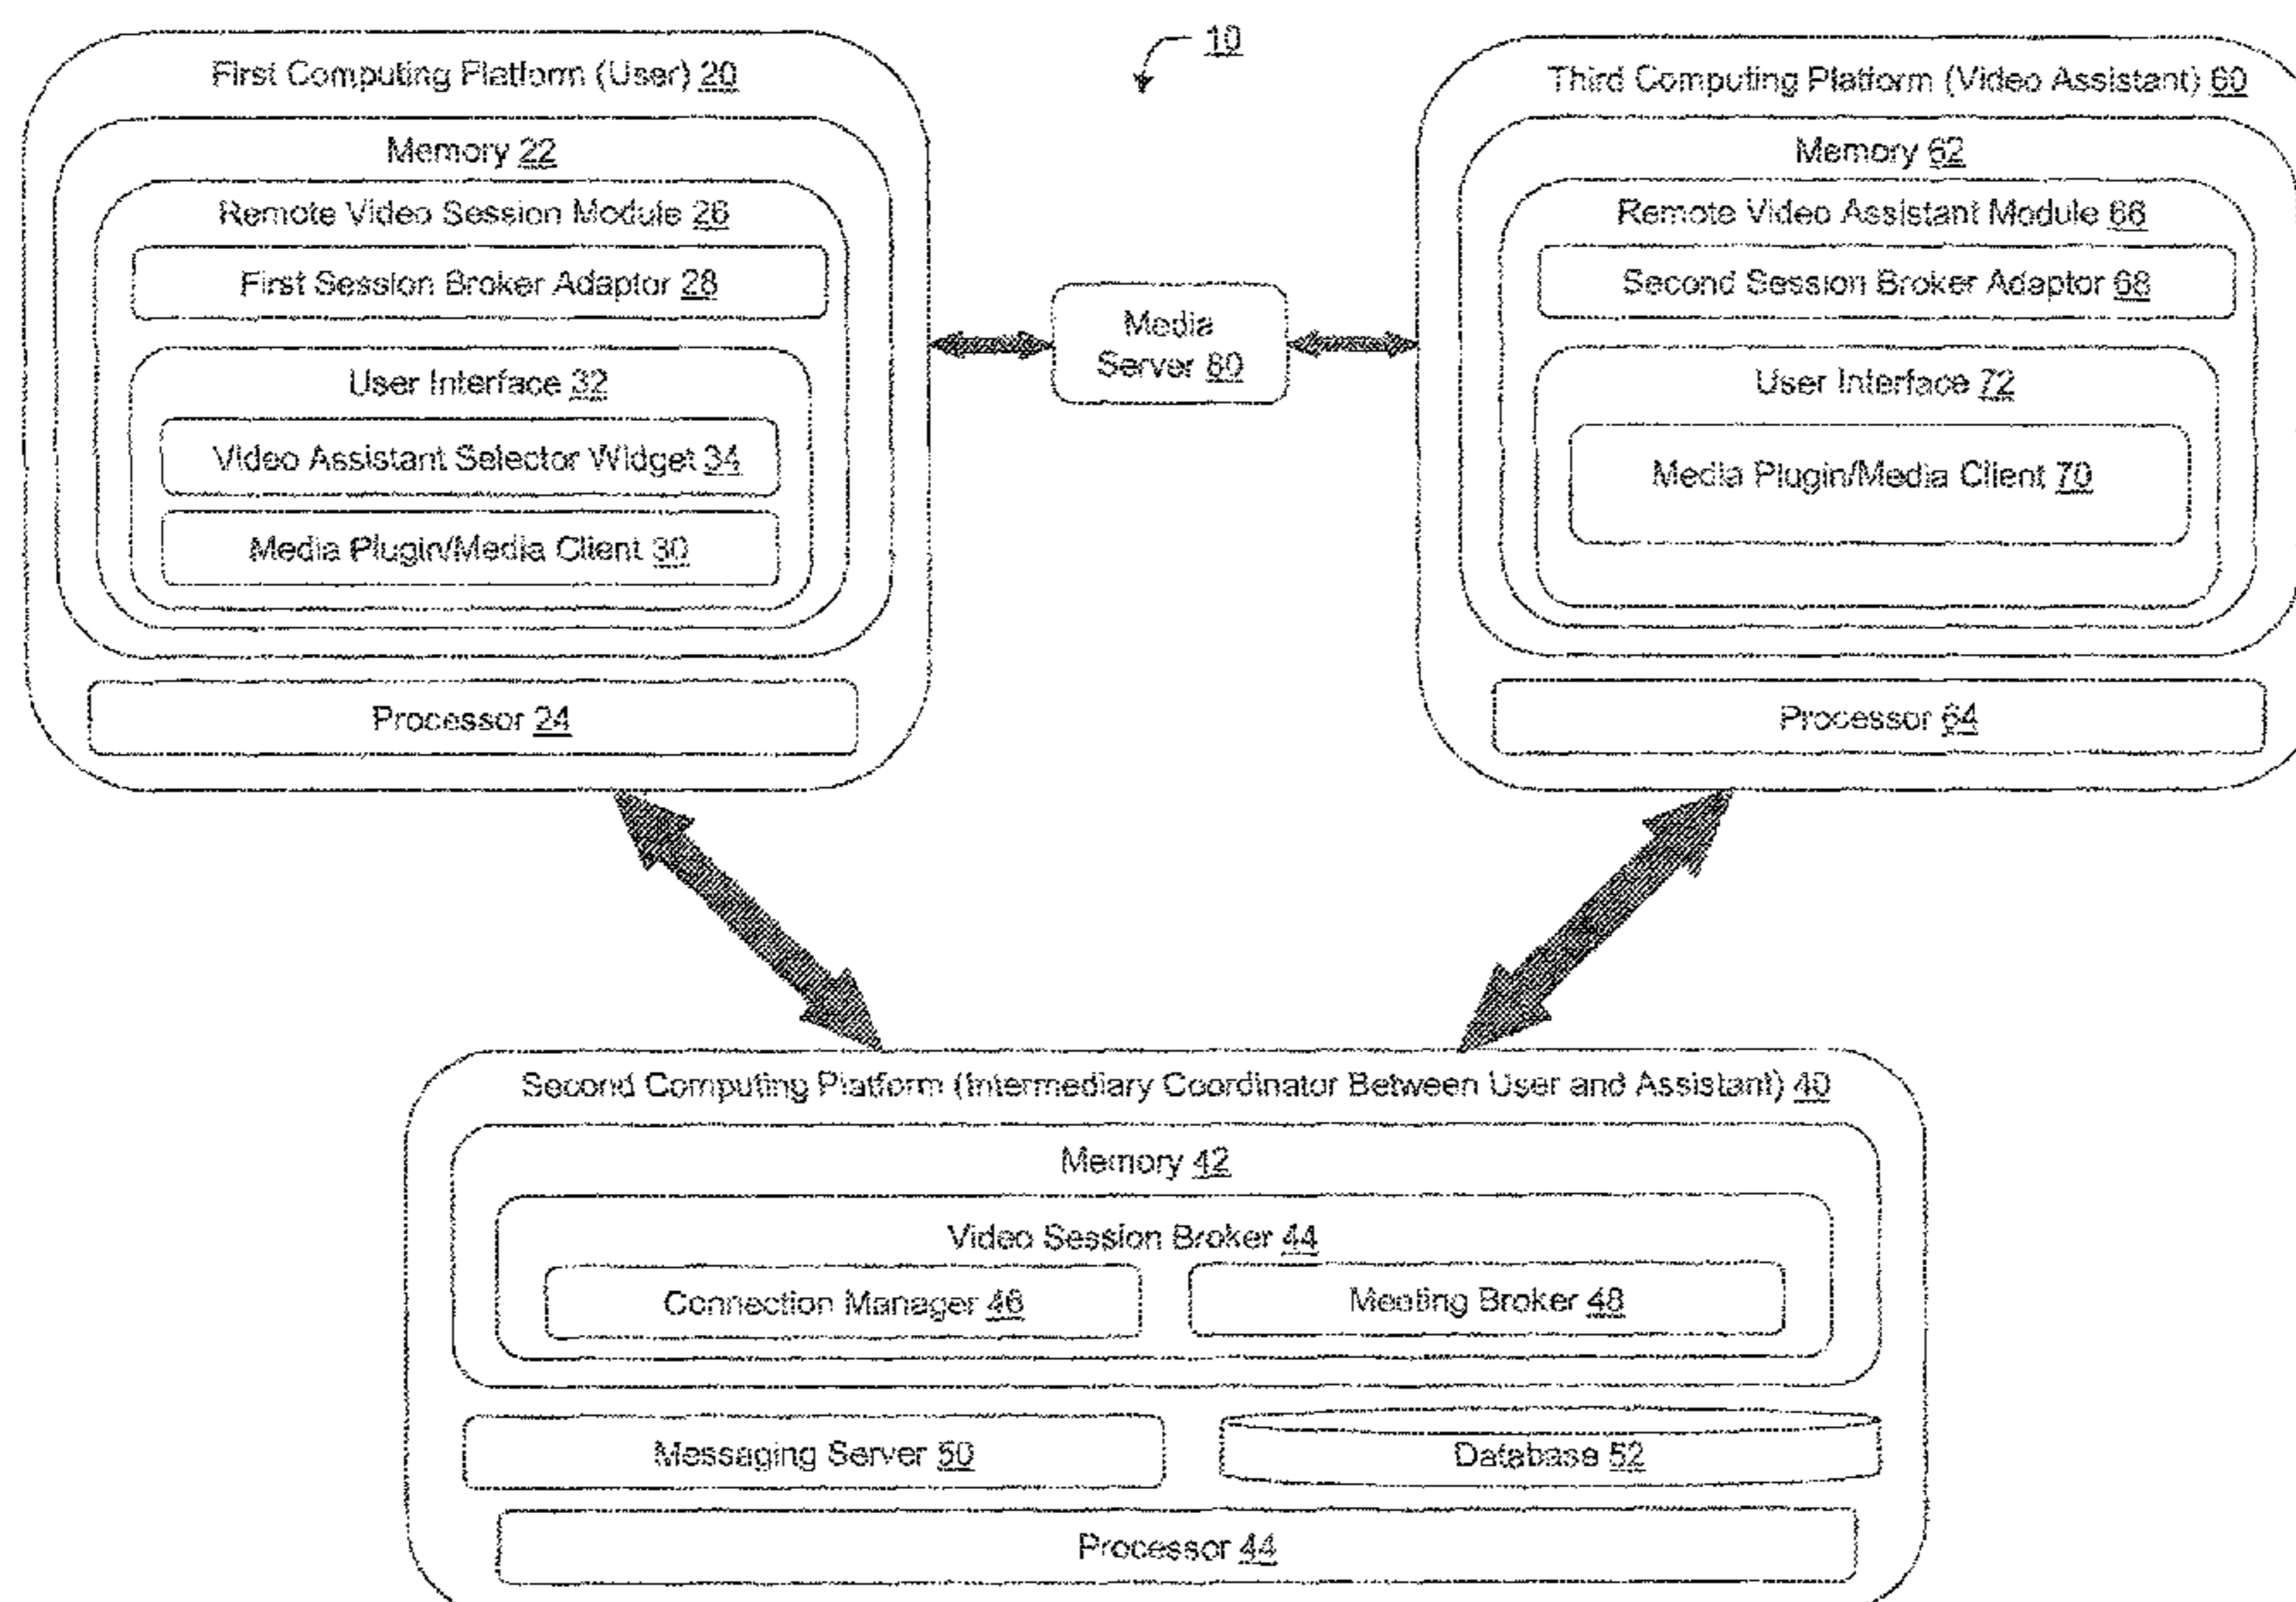 10
First Computing Platform (User) 20
Memory 22
Remote Video Session Module 26
First Session Broker Adaptor 28
User Interface 32
Video Assistant Selector Widget 34
Media Plugin/Media Client 30
Processor 24
Media
Server 80
Third Computing Platform (Video Assistant) 60
Memory 62
Remote Video Assistant Module 66
Second Session Broker Adaptor 68
User Interface 72
Media Plugin/Media Client 70
Processor 64
Second Computing Platform (Intermediary Coordinator Between User and Assistant) 40
Memory 42
Video Session Broker 44
Connection Manager 46
Meeting Broker 48
Messaging Server 50
Database 52
Processor 44